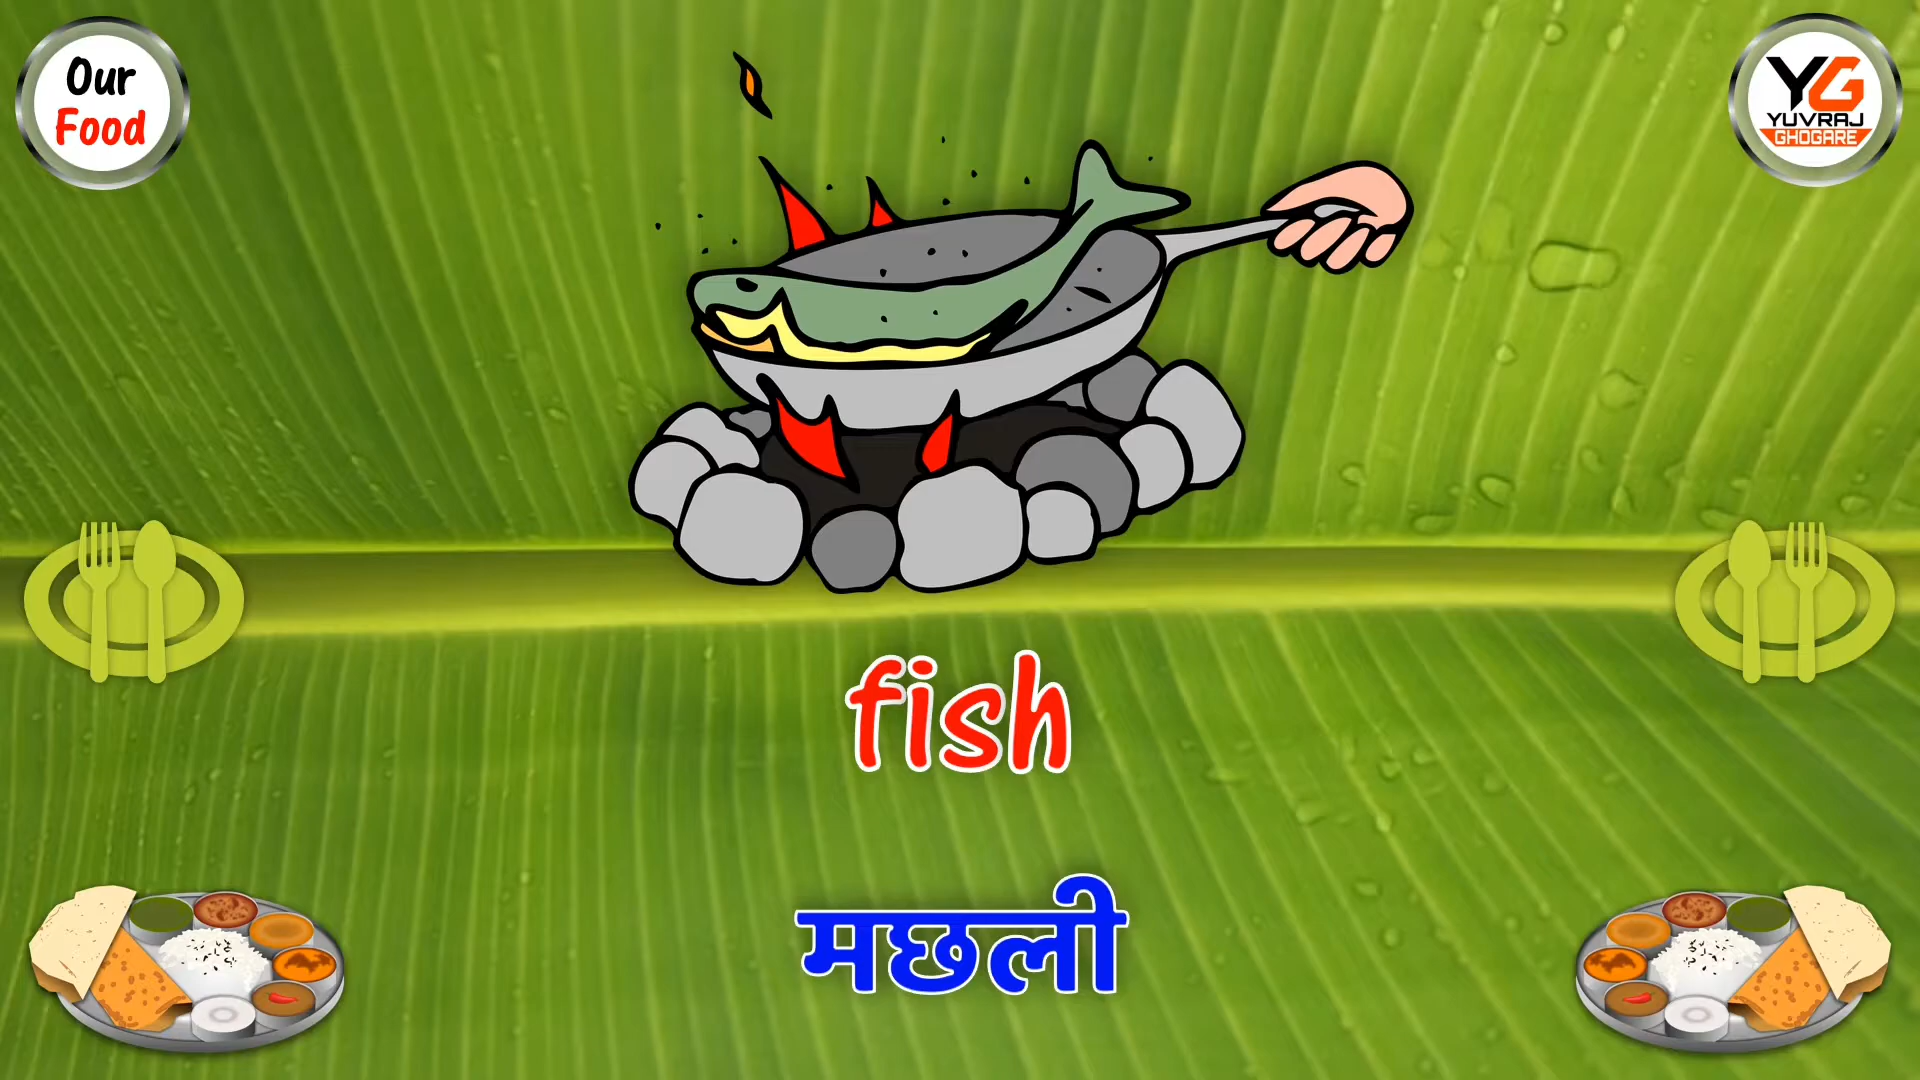 Our
Food
YG
YUVRAJ
GHOGARE
fish
मछली